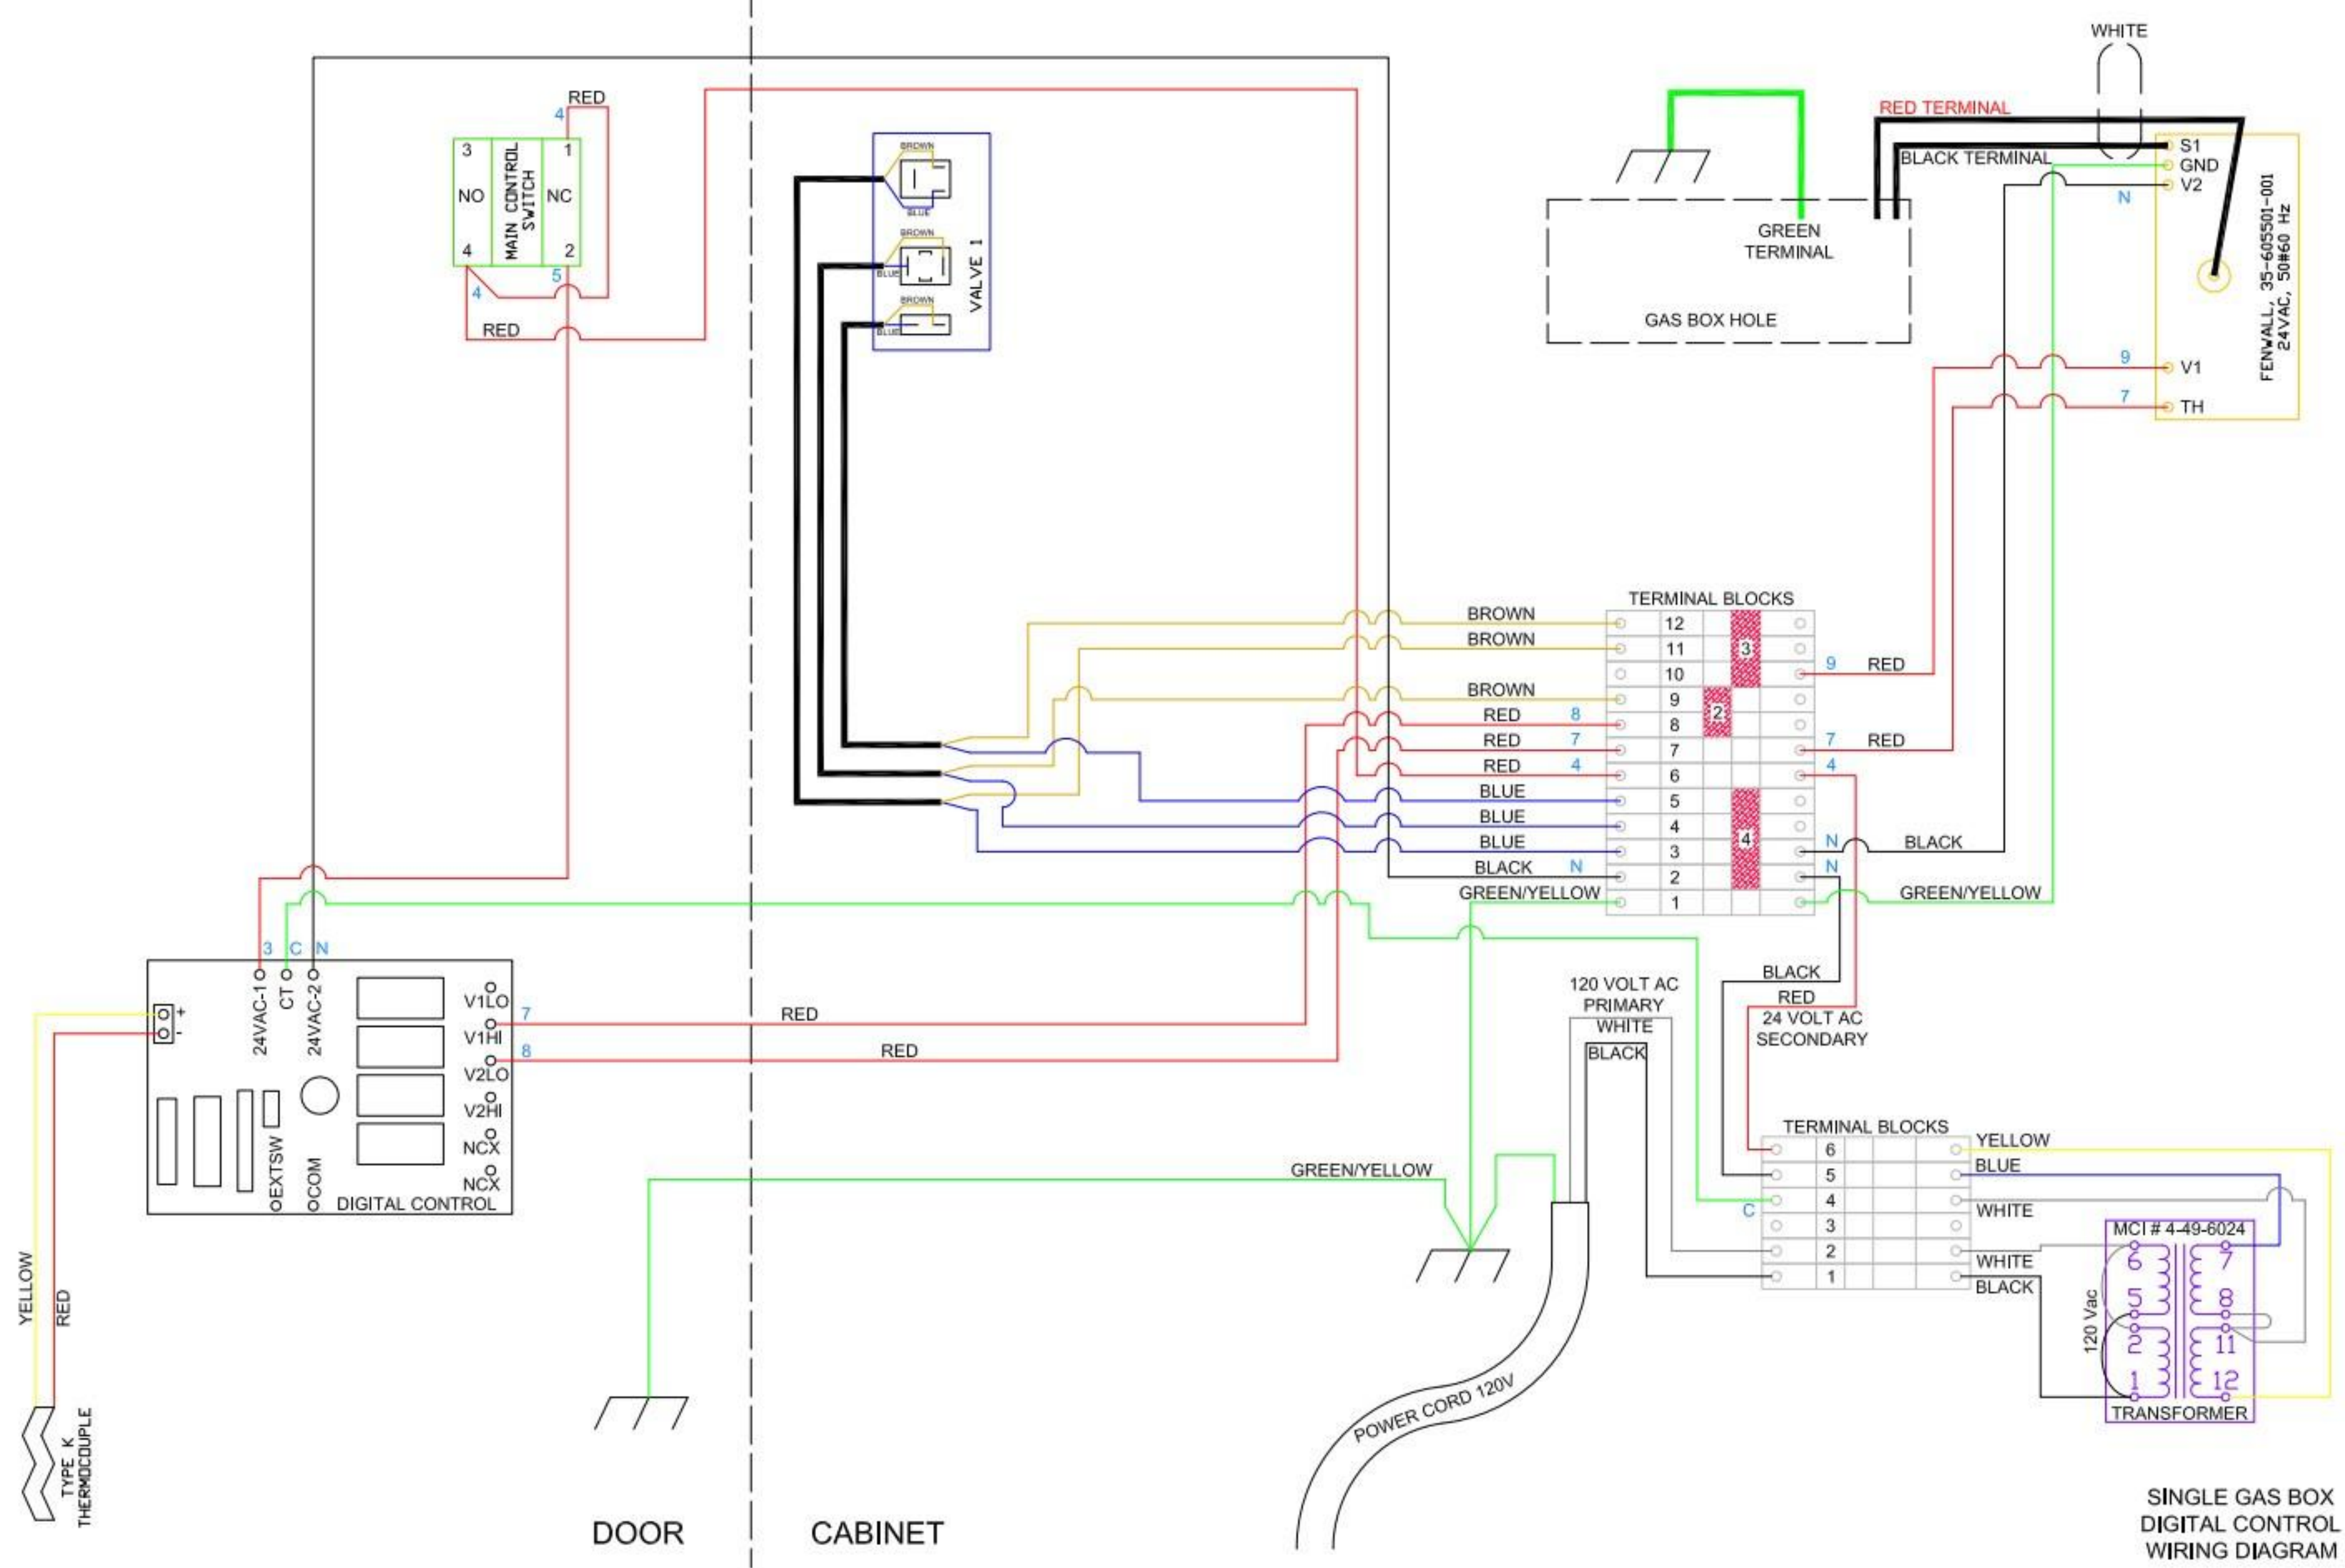 WHITE
RED
4
3
1
NO
MAIN CONTROL
SWITCH
NC
4
2
4
5
RED
BROWN
BLUE
BROWN
BLUE
BROWN
BLUE
VALVE 1
RED TERMINAL
BLACK TERMINAL
GREEN
TERMINAL
GAS BOX HOLE
S1
GND
V2
N
FENWALL, 35-605501-001
24VAC, 50#60 Hz
9
V1
7
TH
TERMINAL BLOCKS
BROWN
12
BROWN
11
3
10
9
RED
BROWN
9
2
RED
8
8
RED
7
7
7
RED
RED
4
6
4
BLUE
5
BLUE
4
4
BLUE
3
N
BLACK
BLACK
N
2
N
GREEN/YELLOW
1
GREEN/YELLOW
3
C
N
24VAC-1
CT
24VAC-2
+
-
V1LO
V1HI
V2LO
V2HI
NCX
NCX
EXTSW
COM
DIGITAL CONTROL
7
RED
8
RED
YELLOW
RED
TYPE K
THERMOCOUPLE
BLACK
RED
24 VOLT AC
SECONDARY
120 VOLT AC
PRIMARY
WHITE
BLACK
GREEN/YELLOW
POWER CORD 120V
TERMINAL BLOCKS
6
YELLOW
5
BLUE
C
4
WHITE
3
2
WHITE
1
BLACK
MCI # 4-49-6024
6
7
5
8
2
11
1
12
120 Vac
TRANSFORMER
DOOR
CABINET
SINGLE GAS BOX
DIGITAL CONTROL
WIRING DIAGRAM